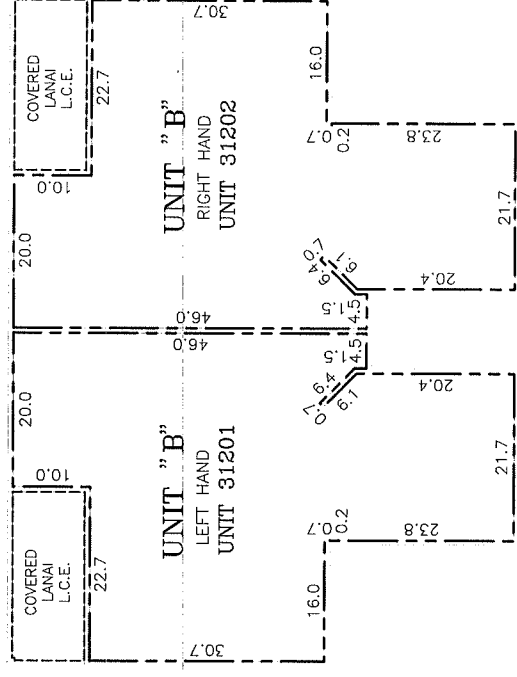 COVERED
LANAI
L.C.E.
22.7
10.0
20.0
30.7
UNIT "B"
RIGHT HAND
UNIT 31202
46.0
16.0
0.7
0.2
23.8
21.7
0.7
6.4
6.1
1.5
4.5
20.4
20.0
46.0
10.0
COVERED
LANAI
L.C.E.
22.7
UNIT "B"
LEFT HAND
UNIT 31201
30.7
1.5
4.5
6.4
0.7
6.1
20.4
0.7
0.2
16.0
23.8
21.7